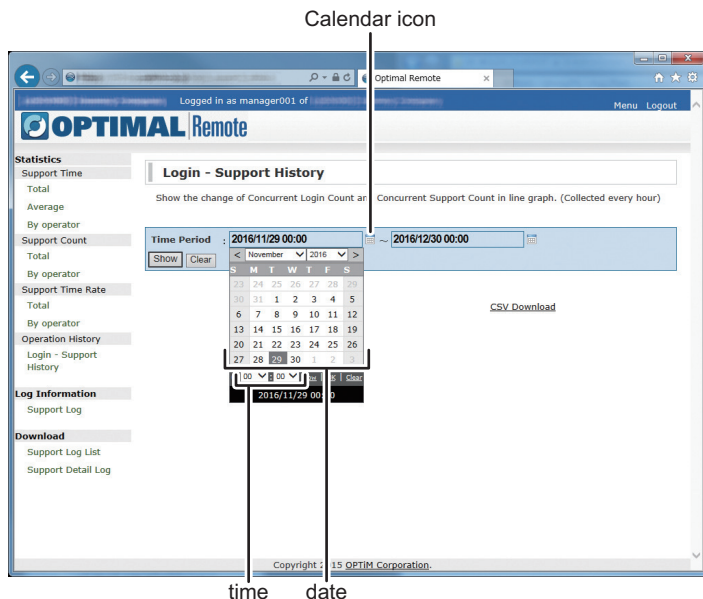 Calendar icon
Optimal Remote
Logged in as manager001 of
Menu Logout
OPTIMAL Remote
Statistics
Support Time
Total
Average
By operator
Support Count
Total
By operator
Support Time Rate
Total
By operator
Operation History
Login - Support
History
Log Information
Support Log
Download
Support Log List
Support Detail Log
Login - Support History
Show the change of Concurrent Login Count and Concurrent Support Count in line graph. (Collected every hour)
Time Period : 2016/11/29 00:00 ~ 2016/12/30 00:00
Show Clear
< November 2016 >
S M T W T F S
23 24 25 26 27 28 29
30 31 1 2 3 4 5
6 7 8 9 10 11 12
13 14 15 16 17 18 19
20 21 22 23 24 25 26
27 28 29 30 1 2 3
00 : 00 | OK | Clear
2016/11/29 00:00
CSV Download
Copyright 2015 OPTiM Corporation.
time date